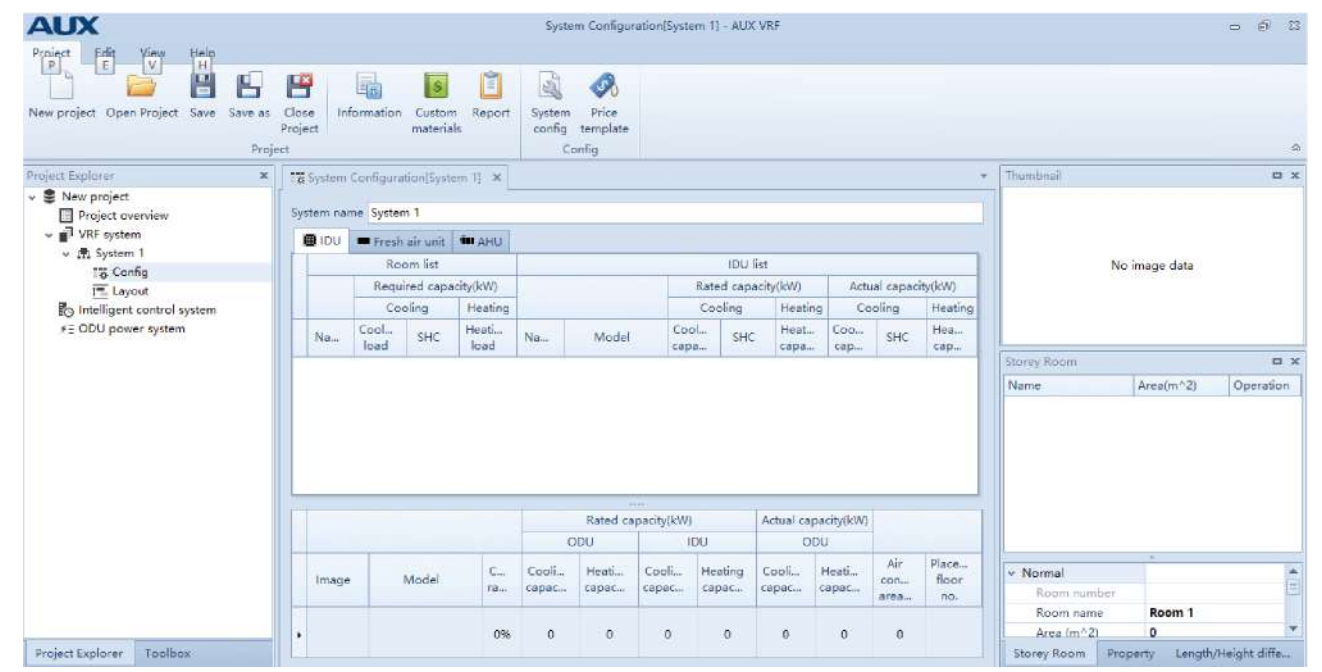 AUX
System Configuration[System 1] - AUX VRF
Project Edit View Help
P E V H
New project Open Project Save Save as Close Project Information Custom materials Report System config Price template
Project Config
Project Explorer
New project
Project overview
VRF system
System 1
Config
Layout
Intelligent control system
ODU power system
Project Explorer Toolbox
System Configuration[System 1]
System name System 1
IDU Fresh air unit AHU
Room list IDU list
Required capacity(kW) Rated capacity(kW) Actual capacity(kW)
Cooling Heating Cooling Heating Cooling Heating
Na... Cool... load SHC Heati... load Na... Model Cool... capa... SHC Heat... capa... Coo... cap... SHC Hea... cap...
Rated capacity(kW) Actual capacity(kW)
ODU IDU ODU
Image Model C... ra... Cooli... capac... Heati... capac... Cooli... capac... Heating capac... Cooli... capac... Heati... capac... Air con... area... Place... floor no.
0% 0 0 0 0 0 0 0
Thumbnail
No image data
Storey Room
Name Area(m^2) Operation
Normal
Room number
Room name Room 1
Area (m^2) 0
Storey Room Property Length/Height diffe...